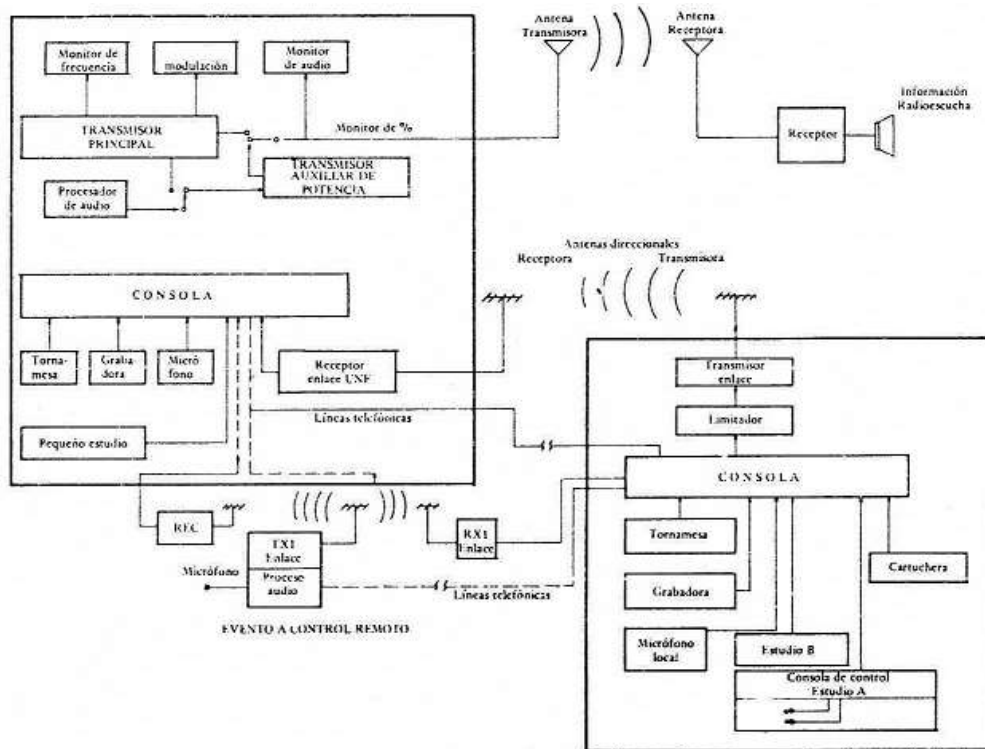 Antena
Transmisora
Antena
Receptora
Monitor de
frecuencia
modulación
Monitor
de audio
Información
Radioescucha
TRANSMISOR
PRINCIPAL
Monitor de %
Receptor
TRANSMISOR
AUXILIAR DE
POTENCIA
Procesador
de audio
Antenas direccionales
Receptora
Transmisora
CONSOLA
Torna-
mesa
Graba-
dora
Micró
fono
Receptor
enlace UNF
Transmisor
enlace
Líneas telefónicas
Limitador
Pequeño estudio
CONSOLA
REC
RX1
Enlace
TX1
Enlace
Tornamesa
Cartuchera
Micrófono
Procese
audio
Líneas telefónicas
Grabadora
EVENTO A CONTROL REMOTO
Micrófono
local
Estudio B
Consola de control
Estudio A